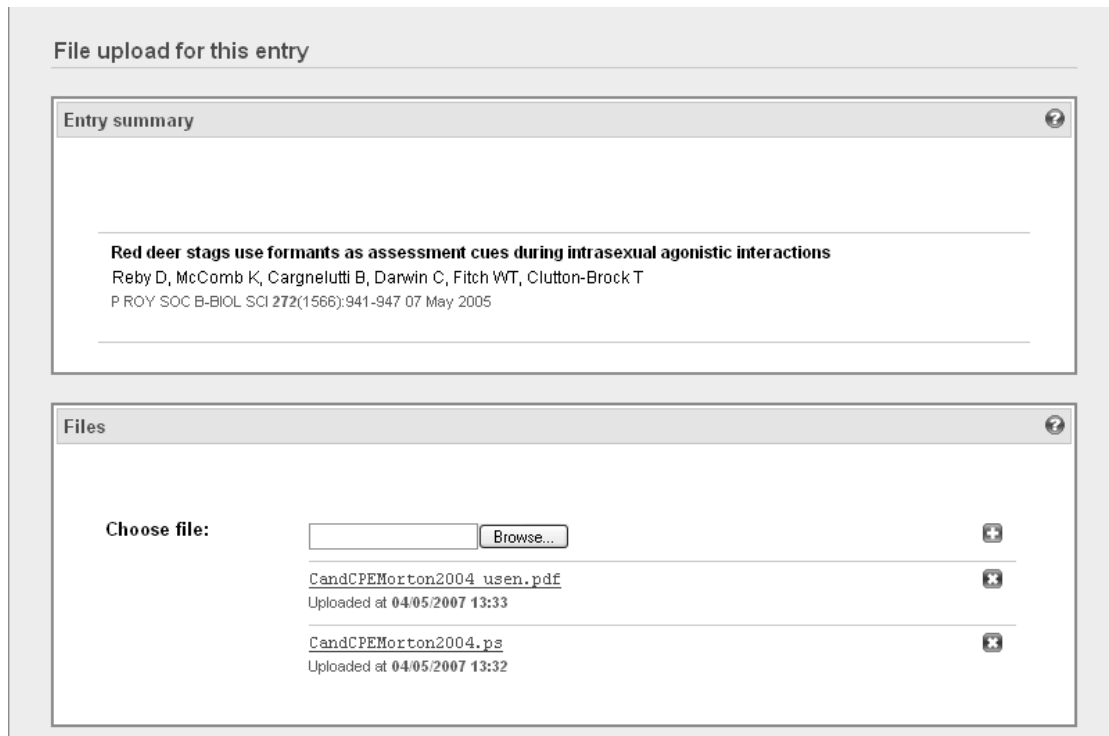 File upload for this entry
Entry summary
Red deer stags use formants as assessment cues during intrasexual agonistic interactions
Reby D, McComb K, Cargnelutti B, Darwin C, Fitch WT, Clutton-Brock T
P ROY SOC B-BIOL SCI 272(1566):941-947 07 May 2005
Files
Choose file:
Browse...
CandCPEMorton2004_usen.pdf
Uploaded at 04/05/2007 13:33
CandCPEMorton2004.ps
Uploaded at 04/05/2007 13:32